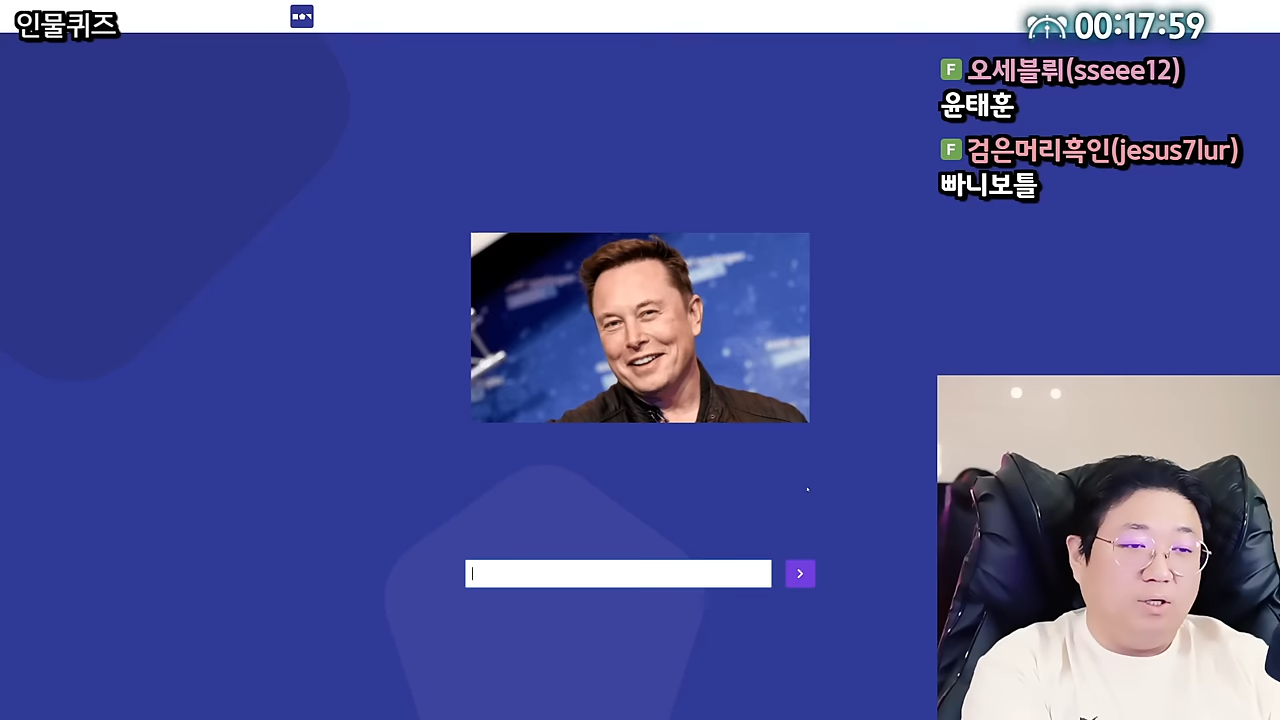 인물퀴즈
00:17:59
F 오세블뤼(sseee12)
윤태훈
F 검은머리흑인(jesus7lur)
빠니보틀